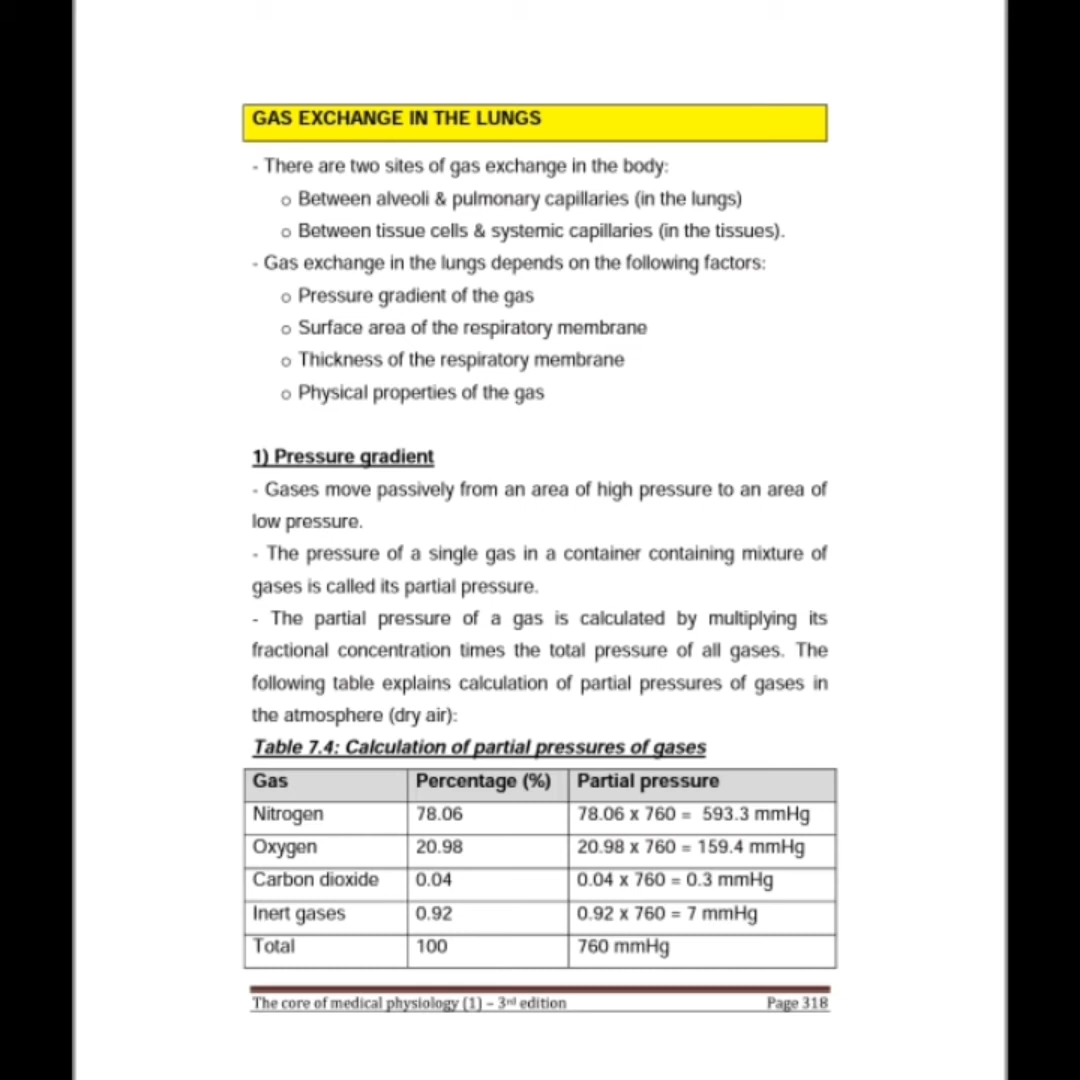 GAS EXCHANGE IN THE LUNGS
- There are two sites of gas exchange in the body:
o Between alveoli & pulmonary capillaries (in the lungs)
o Between tissue cells & systemic capillaries (in the tissues).
- Gas exchange in the lungs depends on the following factors:
o Pressure gradient of the gas
o Surface area of the respiratory membrane
o Thickness of the respiratory membrane
o Physical properties of the gas
1) Pressure gradient
- Gases move passively from an area of high pressure to an area of
low pressure.
- The pressure of a single gas in a container containing mixture of
gases is called its partial pressure.
- The partial pressure of a gas is calculated by multiplying its
fractional concentration times the total pressure of all gases. The
following table explains calculation of partial pressures of gases in
the atmosphere (dry air):
Table 7.4: Calculation of partial pressures of gases
Gas Percentage (%) Partial pressure
Nitrogen 78.06 78.06 x 760 = 593.3 mmHg
Oxygen 20.98 20.98 x 760 = 159.4 mmHg
Carbon dioxide 0.04 0.04 x 760 = 0.3 mmHg
Inert gases 0.92 0.92 x 760 = 7 mmHg
Total 100 760 mmHg
The core of medical physiology (1) – 3rd edition Page 318